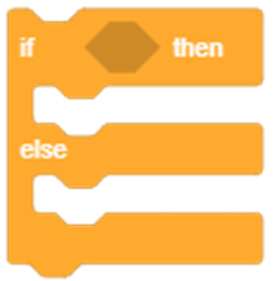 if then
else